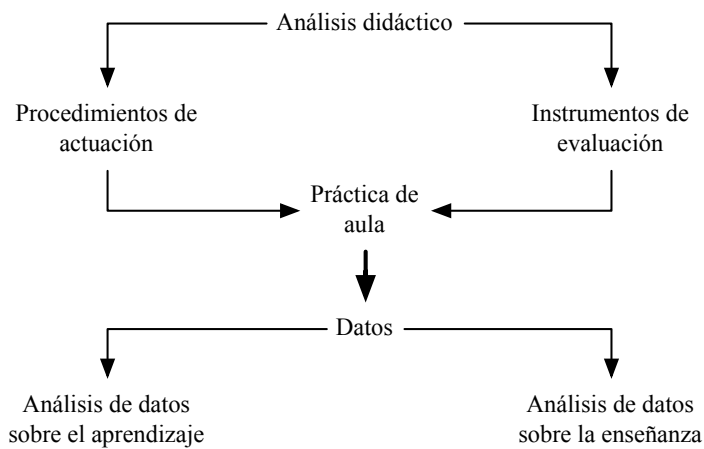 Análisis didáctico
Procedimientos de
actuación
Instrumentos de
evaluación
Práctica de
aula
Datos
Análisis de datos
sobre el aprendizaje
Análisis de datos
sobre la enseñanza